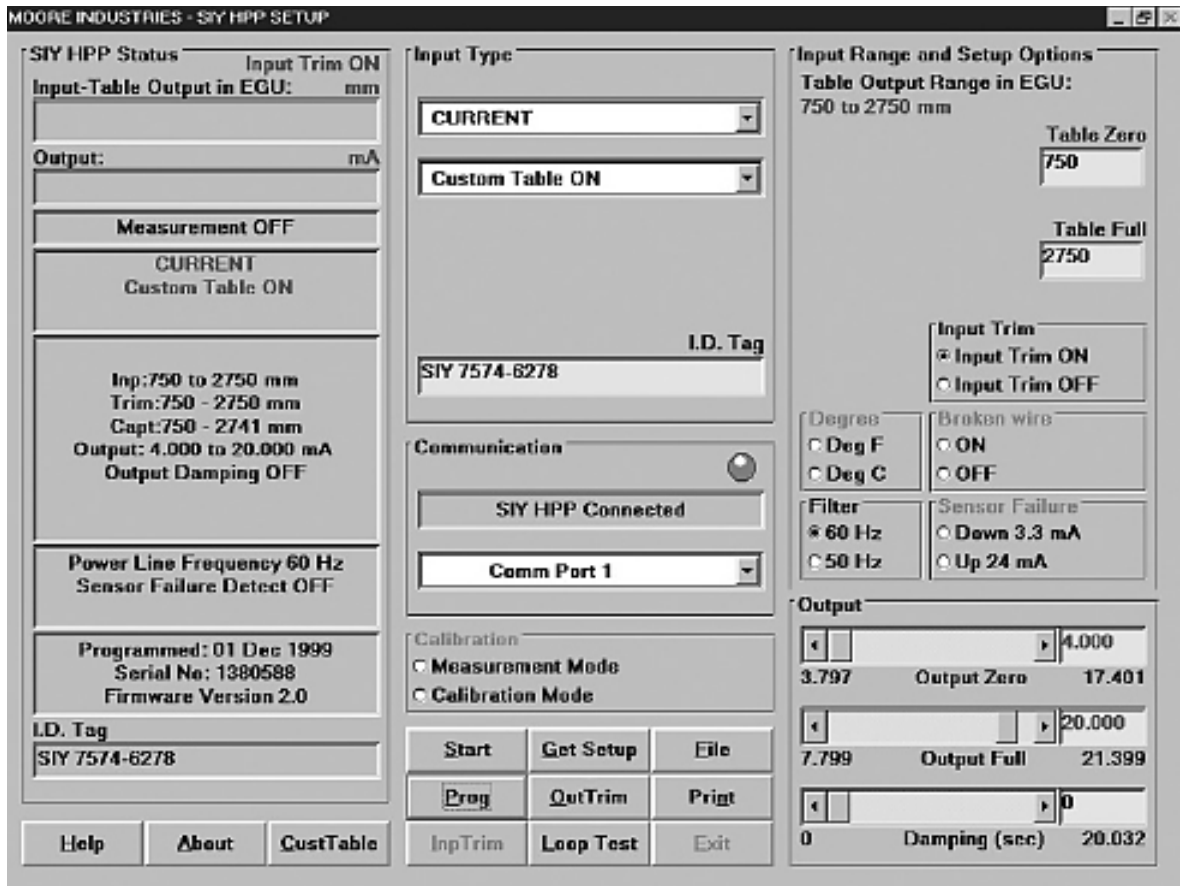 MOORE INDUSTRIES - SIY HPP SETUP
SIY HPP Status
Input Trim ON
Input-Table Output in EGU: mm
Output: mA
Measurement OFF
CURRENT
Custom Table ON
Inp:750 to 2750 mm
Trim:750 - 2750 mm
Capt:750 - 2741 mm
Output: 4.000 to 20.000 mA
Output Damping OFF
Power Line Frequency 60 Hz
Sensor Failure Detect OFF
Programmed: 01 Dec 1999
Serial No: 1380588
Firmware Version 2.0
I.D. Tag
SIY 7574-6278
Help About CustTable
Input Type
CURRENT
Custom Table ON
I.D. Tag
SIY 7574-6278
Communication
SIY HPP Connected
Comm Port 1
Calibration
Measurement Mode
Calibration Mode
Start Get Setup File
Prog OutTrim Print
InpTrim Loop Test Exit
Input Range and Setup Options
Table Output Range in EGU:
750 to 2750 mm
Table Zero
750
Table Full
2750
Input Trim
Input Trim ON
Input Trim OFF
Degree
Deg F
Deg C
Broken wire
ON
OFF
Filter
60 Hz
50 Hz
Sensor Failure
Down 3.3 mA
Up 24 mA
Output
4.000
3.797 Output Zero 17.401
20.000
7.799 Output Full 21.399
0
0 Damping (sec) 20.032